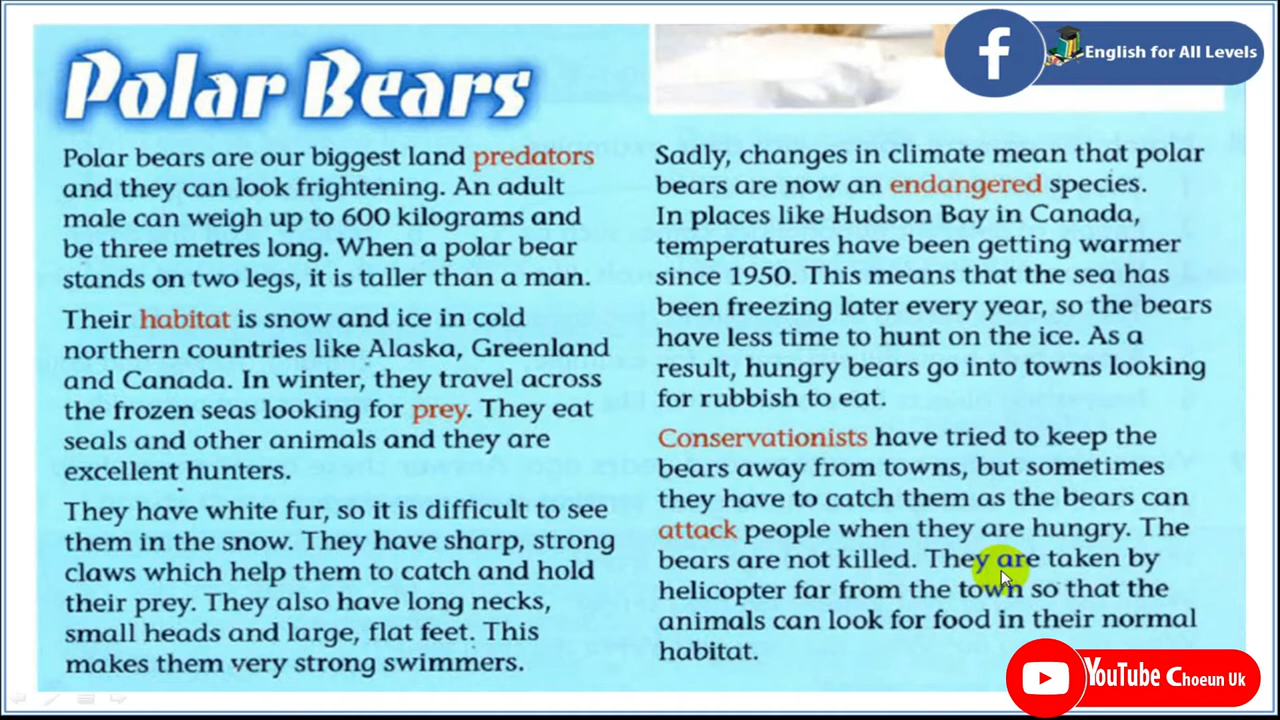 Polar Bears
Polar bears are our biggest land predators
and they can look frightening. An adult
male can weigh up to 600 kilograms and
be three metres long. When a polar bear
stands on two legs, it is taller than a man.
Their habitat is snow and ice in cold
northern countries like Alaska, Greenland
and Canada. In winter, they travel across
the frozen seas looking for prey. They eat
seals and other animals and they are
excellent hunters.
They have white fur, so it is difficult to see
them in the snow. They have sharp, strong
claws which help them to catch and hold
their prey. They also have long necks,
small heads and large, flat feet. This
makes them very strong swimmers.
f English for All Levels
Sadly, changes in climate mean that polar
bears are now an endangered species.
In places like Hudson Bay in Canada,
temperatures have been getting warmer
since 1950. This means that the sea has
been freezing later every year, so the bears
have less time to hunt on the ice. As a
result, hungry bears go into towns looking
for rubbish to eat.
Conservationists have tried to keep the
bears away from towns, but sometimes
they have to catch them as the bears can
attack people when they are hungry. The
bears are not killed. They are taken by
helicopter far from the town so that the
animals can look for food in their normal
habitat.
YouTube Choeun Uk